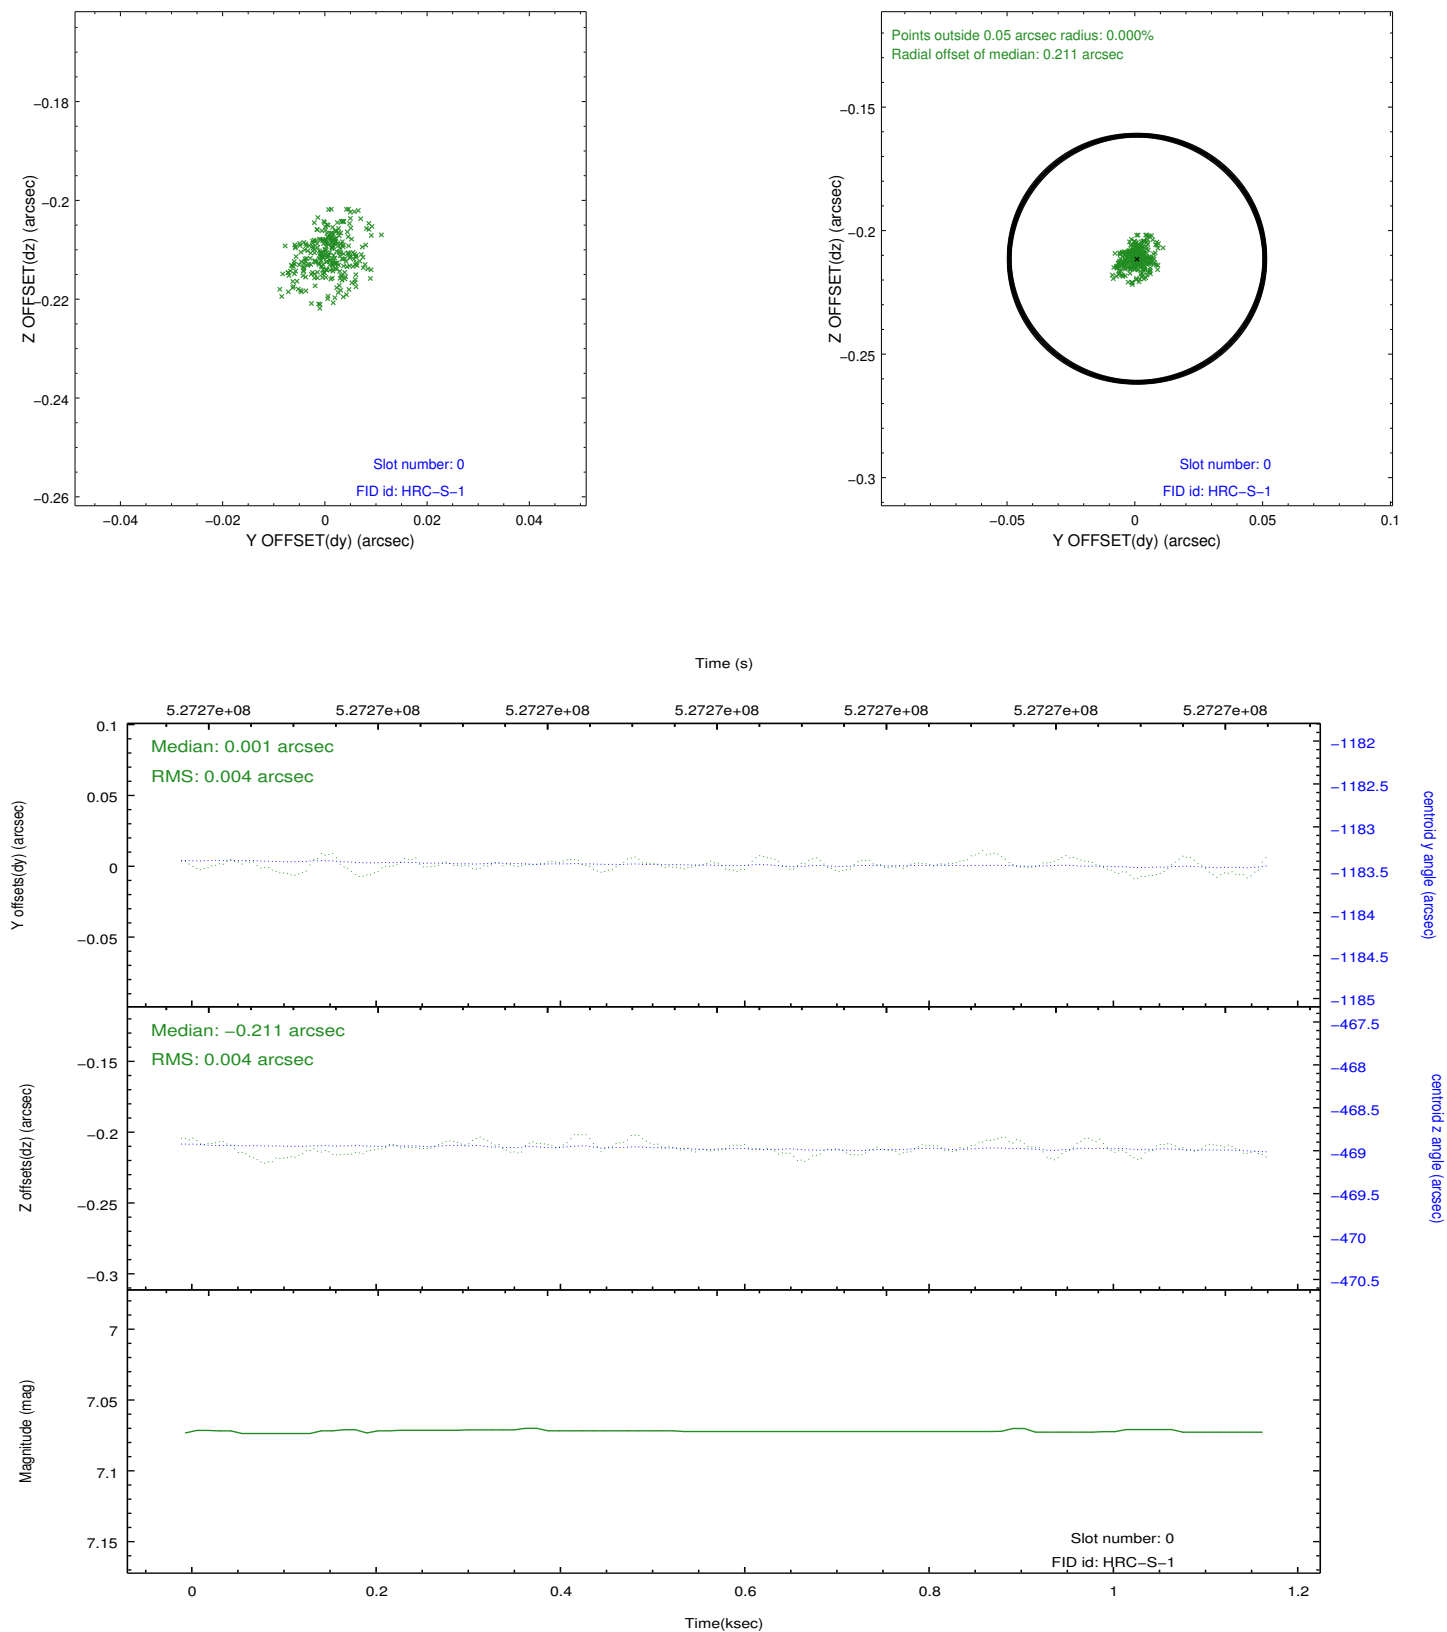 −0.18
−0.2
−0.22
−0.24
−0.26
Z OFFSET(dz) (arcsec)
Slot number: 0
FID id: HRC−S−1
−0.04
−0.02
0
0.02
0.04
Y OFFSET(dy) (arcsec)
Points outside 0.05 arcsec radius: 0.000%
Radial offset of median: 0.211 arcsec
−0.15
−0.2
−0.25
−0.3
Z OFFSET(dz) (arcsec)
Slot number: 0
FID id: HRC−S−1
−0.05
0
0.05
0.1
Y OFFSET(dy) (arcsec)
Time (s)
5.2727e+08 5.2727e+08 5.2727e+08 5.2727e+08 5.2727e+08 5.2727e+08 5.2727e+08
Median: 0.001 arcsec
RMS: 0.004 arcsec
0.1
0.05
0
−0.05
Y offsets(dy) (arcsec)
−1182
−1182.5
−1183
−1183.5
−1184
−1184.5
−1185
centroid y angle (arcsec)
Median: −0.211 arcsec
RMS: 0.004 arcsec
−0.15
−0.2
−0.25
−0.3
Z offsets(dz) (arcsec)
−467.5
−468
−468.5
−469
−469.5
−470
−470.5
centroid z angle (arcsec)
7
7.05
7.1
7.15
Magnitude (mag)
Slot number: 0
FID id: HRC−S−1
0 0.2 0.4 0.6 0.8 1 1.2
Time(ksec)